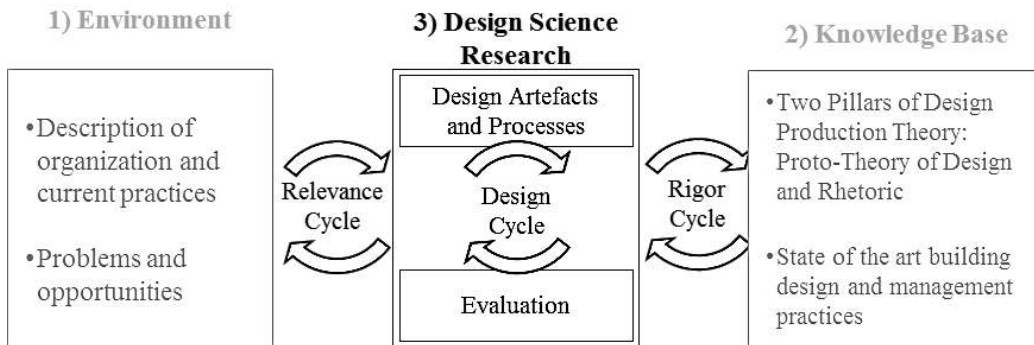 1) Environment
3) Design Science
Research
2) Knowledge Base
•Description of
organization and
current practices
•Problems and
opportunities
Relevance
Cycle
Design Artefacts
and Processes
Design
Cycle
Evaluation
Rigor
Cycle
•Two Pillars of Design
Production Theory:
Proto-Theory of Design
and Rhetoric
•State of the art building
design and management
practices